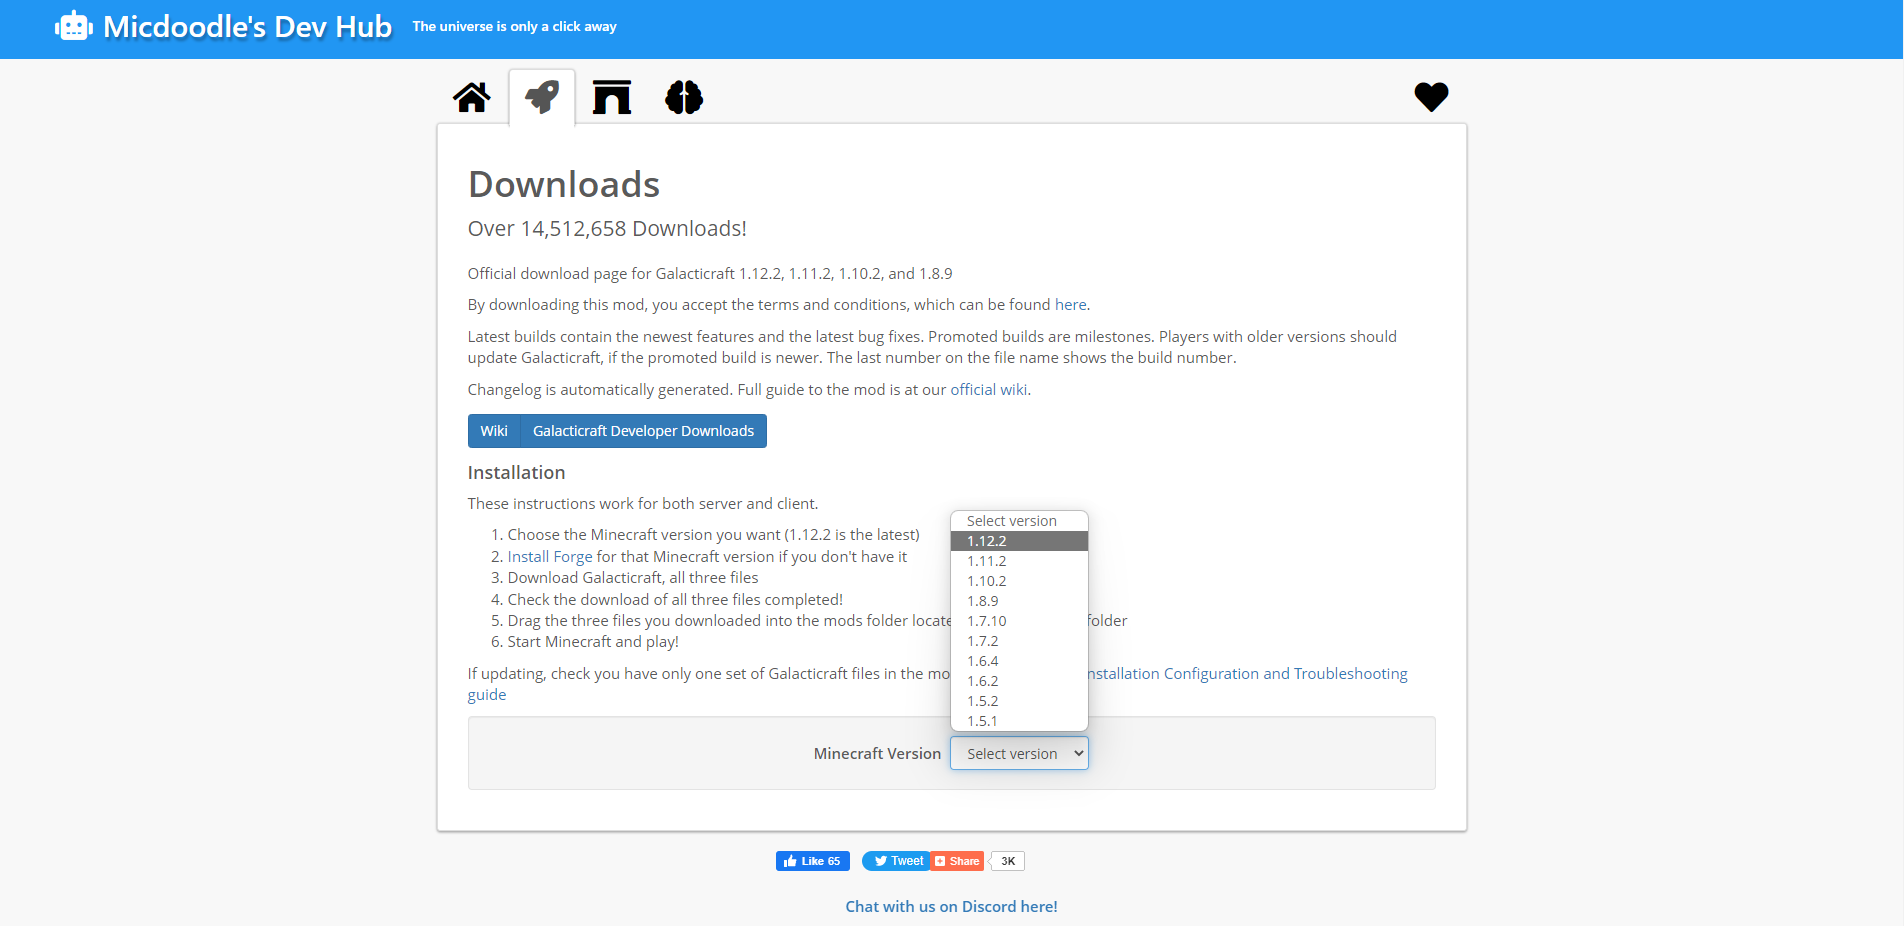 Micdoodle's Dev Hub The universe is only a click away
Downloads
Over 14,512,658 Downloads!
Official download page for Galacticraft 1.12.2, 1.11.2, 1.10.2, and 1.8.9
By downloading this mod, you accept the terms and conditions, which can be found here.
Latest builds contain the newest features and the latest bug fixes. Promoted builds are milestones. Players with older versions should
update Galacticraft, if the promoted build is newer. The last number on the file name shows the build number.
Changelog is automatically generated. Full guide to the mod is at our official wiki.
Wiki Galacticraft Developer Downloads
Installation
These instructions work for both server and client.
1. Choose the Minecraft version you want (1.12.2 is the latest)
2. Install Forge for that Minecraft version if you don't have it
3. Download Galacticraft, all three files
4. Check the download of all three files completed!
5. Drag the three files you downloaded into the mods folder locate folder
6. Start Minecraft and play!
If updating, check you have only one set of Galacticraft files in the mo nstallation Configuration and Troubleshooting
guide
Select version
1.12.2
1.11.2
1.10.2
1.8.9
1.7.10
1.7.2
1.6.4
1.6.2
1.5.2
1.5.1
Minecraft Version Select version
Like 65 Tweet Share 3K
Chat with us on Discord here!